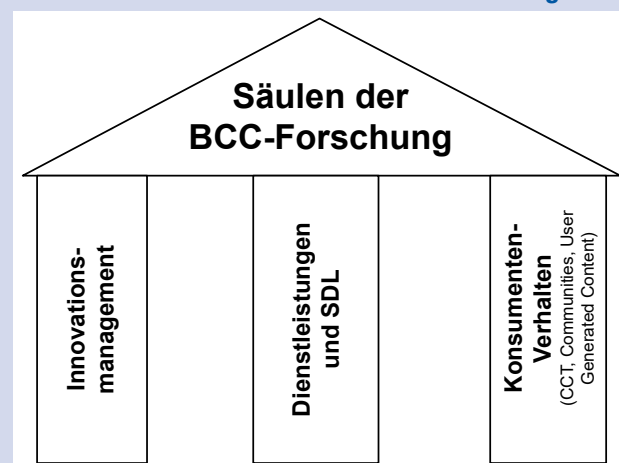 Säulen der
BCC-Forschung
Innovations-
management
Dienstleistungen
und SDL
Konsumenten-
Verhalten
(CCT, Communities, User
Generated Content)